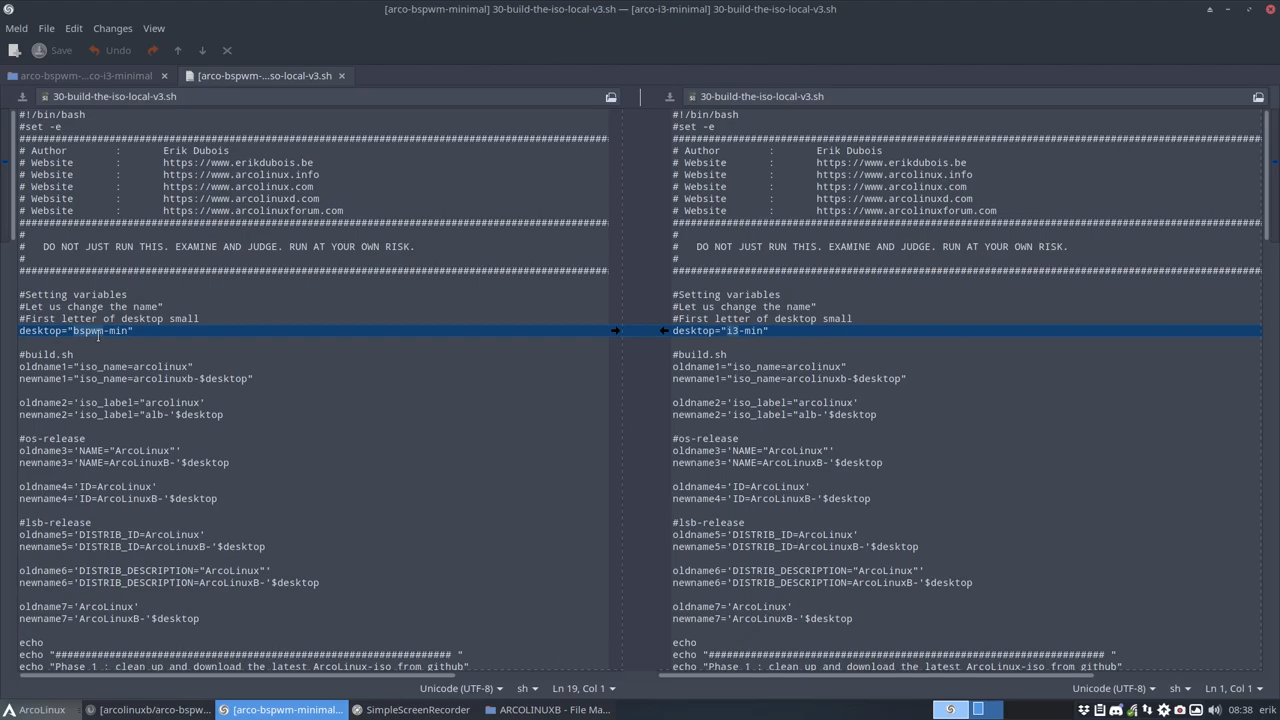 [arco-bspwm-minimal] 30-build-the-iso-local-v3.sh — [arco-i3-minimal] 30-build-the-iso-local-v3.sh
Meld File Edit Changes View
Save Undo
arco-bspwm-...co-i3-minimal × [arco-bspwm-...so-local-v3.sh ×
30-build-the-iso-local-v3.sh
#!/bin/bash
#set -e
##################################################################################################
# Author : Erik Dubois
# Website : https://www.erikdubois.be
# Website : https://www.arcolinux.info
# Website : https://www.arcolinux.com
# Website : https://www.arcolinuxd.com
# Website : https://www.arcolinuxforum.com
##################################################################################################
#
# DO NOT JUST RUN THIS. EXAMINE AND JUDGE. RUN AT YOUR OWN RISK.
#
##################################################################################################
#Setting variables
#Let us change the name"
#First letter of desktop small
desktop="bspwm-min"
#build.sh
oldname1="iso_name=arcolinux"
newname1="iso_name=arcolinuxb-$desktop"
oldname2='iso_label="arcolinux'
newname2='iso_label="alb-'$desktop
#os-release
oldname3='NAME="ArcoLinux"'
newname3='NAME=ArcoLinuxB-'$desktop
oldname4='ID=ArcoLinux'
newname4='ID=ArcoLinuxB-'$desktop
#lsb-release
oldname5='DISTRIB_ID=ArcoLinux'
newname5='DISTRIB_ID=ArcoLinuxB-'$desktop
oldname6='DISTRIB_DESCRIPTION="ArcoLinux"'
newname6='DISTRIB_DESCRIPTION=ArcoLinuxB-'$desktop
oldname7='ArcoLinux'
newname7='ArcoLinuxB-'$desktop
echo
echo "################################################################## "
echo "Phase 1 : clean up and download the latest ArcoLinux-iso from github"
Unicode (UTF-8) sh Ln 19, Col 1
30-build-the-iso-local-v3.sh
#!/bin/bash
#set -e
##################################################################################################
# Author : Erik Dubois
# Website : https://www.erikdubois.be
# Website : https://www.arcolinux.info
# Website : https://www.arcolinux.com
# Website : https://www.arcolinuxd.com
# Website : https://www.arcolinuxforum.com
##################################################################################################
#
# DO NOT JUST RUN THIS. EXAMINE AND JUDGE. RUN AT YOUR OWN RISK.
#
##################################################################################################
#Setting variables
#Let us change the name"
#First letter of desktop small
desktop="i3-min"
#build.sh
oldname1="iso_name=arcolinux"
newname1="iso_name=arcolinuxb-$desktop"
oldname2='iso_label="arcolinux'
newname2='iso_label="alb-'$desktop
#os-release
oldname3='NAME="ArcoLinux"'
newname3='NAME=ArcoLinuxB-'$desktop
oldname4='ID=ArcoLinux'
newname4='ID=ArcoLinuxB-'$desktop
#lsb-release
oldname5='DISTRIB_ID=ArcoLinux'
newname5='DISTRIB_ID=ArcoLinuxB-'$desktop
oldname6='DISTRIB_DESCRIPTION="ArcoLinux"'
newname6='DISTRIB_DESCRIPTION=ArcoLinuxB-'$desktop
oldname7='ArcoLinux'
newname7='ArcoLinuxB-'$desktop
echo
echo "################################################################## "
echo "Phase 1 : clean up and download the latest ArcoLinux-iso from github"
Unicode (UTF-8) sh Ln 1, Col 1
ArcoLinux [arcolinuxb/arco-bspw... [arco-bspwm-minimal... SimpleScreenRecorder ARCOLINUXB - File Ma... 08:38 erik